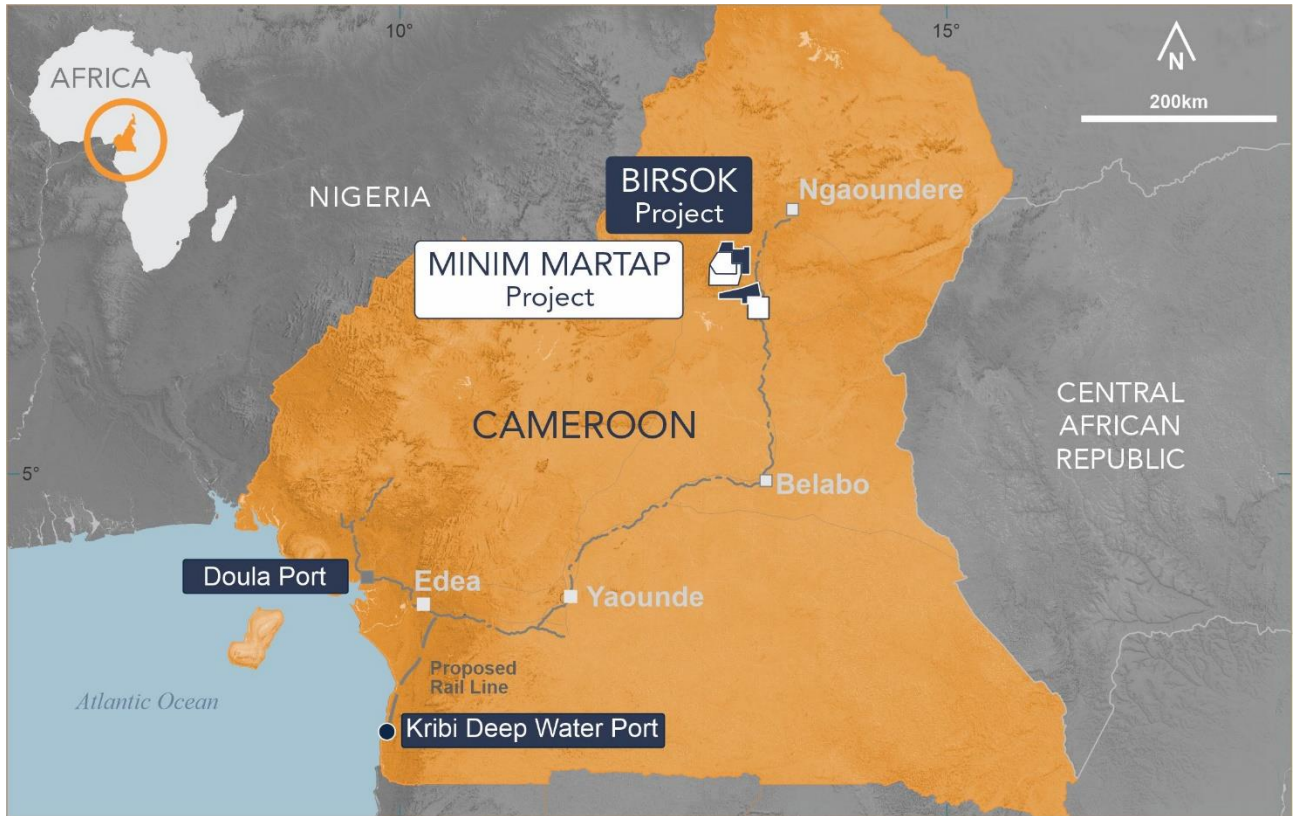 10°
15°
AFRICA
N
200km
NIGERIA
BIRSOK
Project
Ngaoundere
MINIM MARTAP
Project
CAMEROON
CENTRAL
AFRICAN
REPUBLIC
5°
Belabo
Doula Port
Edea
Yaounde
Proposed
Rail Line
Atlantic Ocean
Kribi Deep Water Port